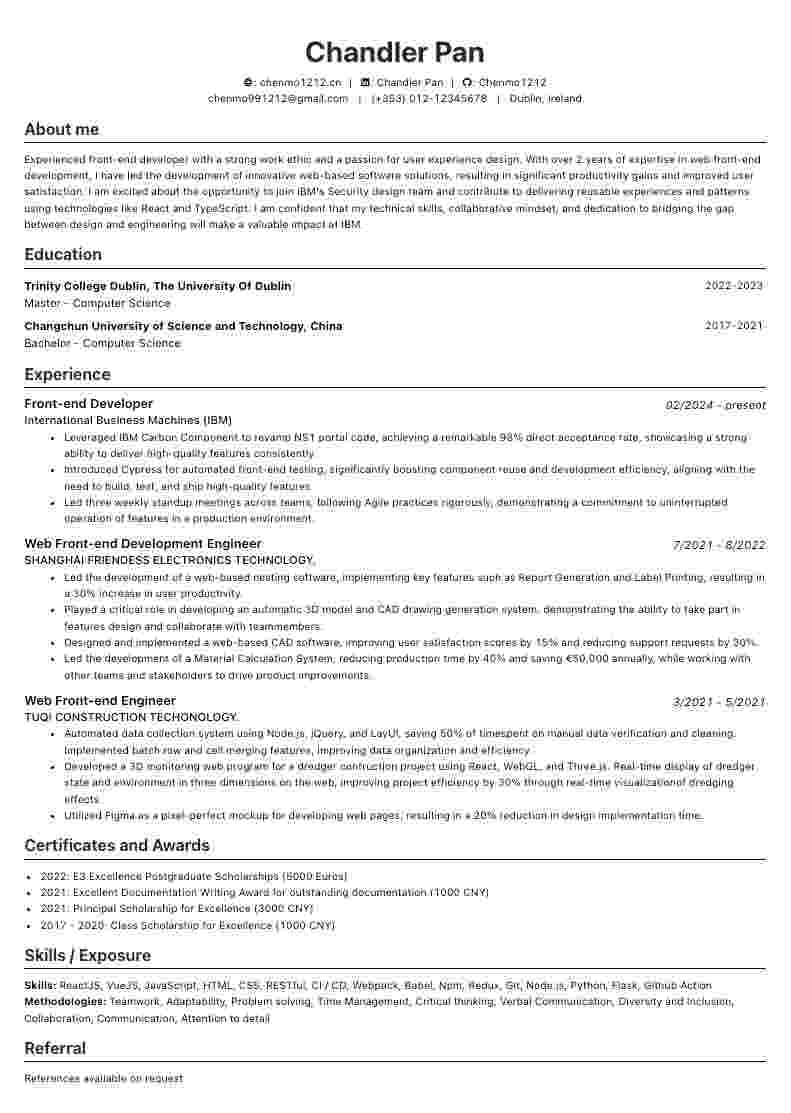 Chandler Pan
: chenmo1212.cn | : Chandler Pan | : Chenmo1212
chenmo991212@gmail.com | (+353) 012-12345678 | Dublin, Ireland
About me
Experienced front-end developer with a strong work ethic and a passion for user experience design. With over 2 years of expertise in web front-end
development, I have led the development of innovative web-based software solutions, resulting in significant productivity gains and improved user
satisfaction. I am excited about the opportunity to join IBM's Security design team and contribute to delivering reusable experiences and patterns
using technologies like React and TypeScript. I am confident that my technical skills, collaborative mindset, and dedication to bridging the gap
between design and engineering will make a valuable impact at IBM.
Education
Trinity College Dublin, The University Of Dublin 2022-2023
Master - Computer Science
Changchun University of Science and Technology, China 2017-2021
Bachelor - Computer Science
Experience
Front-end Developer 02/2024 - present
International Business Machines (IBM)
• Leveraged IBM Carbon Component to revamp NS1 portal code, achieving a remarkable 98% direct acceptance rate, showcasing a strong
ability to deliver high-quality features consistently.
• Introduced Cypress for automated front-end testing, significantly boosting component reuse and development efficiency, aligning with the
need to build, test, and ship high-quality features.
• Led three weekly standup meetings across teams, following Agile practices rigorously, demonstrating a commitment to uninterrupted
operation of features in a production environment.
Web Front-end Development Engineer 7/2021 - 8/2022
SHANGHAI FRIENDESS ELECTRONICS TECHNOLOGY,
• Led the development of a web-based nesting software, implementing key features such as Report Generation and Label Printing, resulting in
a 30% increase in user productivity.
• Played a critical role in developing an automatic 3D model and CAD drawing generation system, demonstrating the ability to take part in
features design and collaborate with teammembers.
• Designed and implemented a web-based CAD software, improving user satisfaction scores by 15% and reducing support requests by 30%.
• Led the development of a Material Calculation System, reducing production time by 40% and saving €50,000 annually, while working with
other teams and stakeholders to drive product improvements.
Web Front-end Engineer 3/2021 - 5/2021
TUQI CONSTRUCTION TECHONOLOGY.
• Automated data collection system using Node.js, jQuery, and LayUI, saving 50% of timespent on manual data verification and cleaning.
Implemented batch row and cell merging features, improving data organization and efficiency.
• Developed a 3D monitoring web program for a dredger contruction project using React, WebGL, and Three.js. Real-time display of dredger
state and environment in three dimensions on the web, improving project efficiency by 30% through real-time visualizationof dredging
effects.
• Utilized Figma as a pixel-perfect mockup for developing web pages, resulting in a 20% reduction in design implementation time.
Certificates and Awards
• 2022: E3 Excellence Postgraduate Scholarships (5000 Euros)
• 2021: Excellent Documentation Writing Award for outstanding documentation (1000 CNY)
• 2021: Principal Scholarship for Excellence (3000 CNY)
• 2017 - 2020: Class Scholarship for Excellence (1000 CNY)
Skills / Exposure
Skills: ReactJS, VueJS, JavaScript, HTML, CSS, RESTful, CI / CD, Webpack, Babel, Npm, Redux, Git, Node.js, Python, Flask, Github Action
Methodologies: Teamwork, Adaptability, Problem solving, Time Management, Critical thinking, Verbal Communication, Diversity and Inclusion,
Collaboration, Communication, Attention to detail
Referral
References available on request